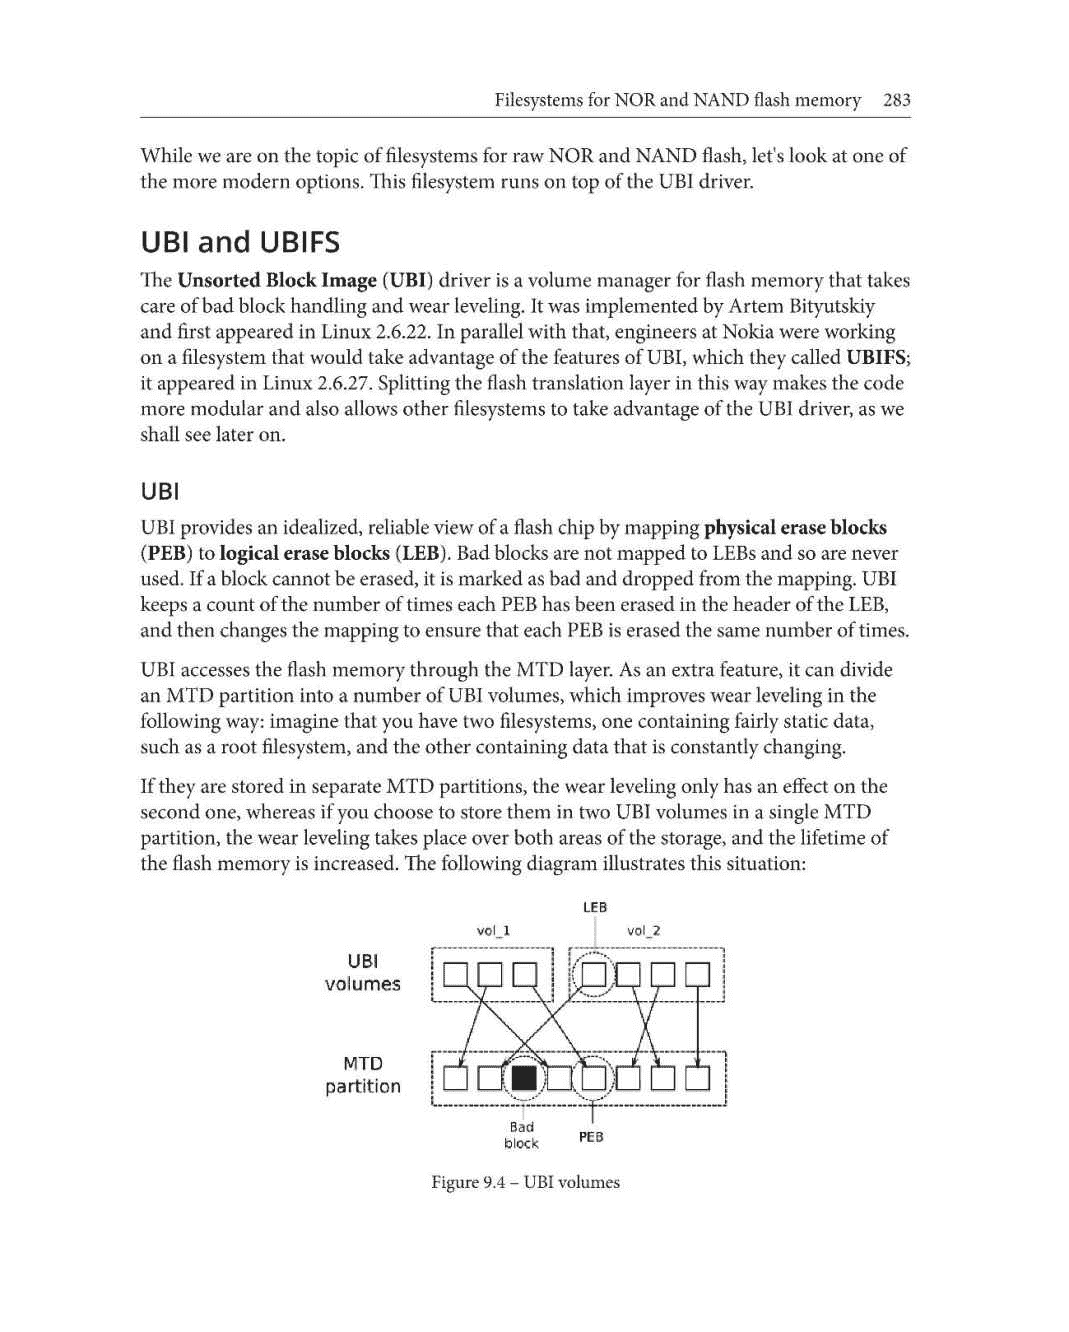 Filesystems for NOR and NAND flash memory 283
While we are on the topic of filesystems for raw NOR and NAND flash, let's look at one of
the more modern options. This filesystem runs on top of the UBI driver.
UBI and UBIFS
The Unsorted Block Image (UBI) driver is a volume manager for flash memory that takes
care of bad block handling and wear leveling. It was implemented by Artem Bityutskiy
and first appeared in Linux 2.6.22. In parallel with that, engineers at Nokia were working
on a filesystem that would take advantage of the features of UBI, which they called UBIFS;
it appeared in Linux 2.6.27. Splitting the flash translation layer in this way makes the code
more modular and also allows other filesystems to take advantage of the UBI driver, as we
shall see later on.
UBI
UBI provides an idealized, reliable view of a flash chip by mapping physical erase blocks
(PEB) to logical erase blocks (LEB). Bad blocks are not mapped to LEBs and so are never
used. If a block cannot be erased, it is marked as bad and dropped from the mapping. UBI
keeps a count of the number of times each PEB has been erased in the header of the LEB,
and then changes the mapping to ensure that each PEB is erased the same number of times.
UBI accesses the flash memory through the MTD layer. As an extra feature, it can divide
an MTD partition into a number of UBI volumes, which improves wear leveling in the
following way: imagine that you have two filesystems, one containing fairly static data,
such as a root filesystem, and the other containing data that is constantly changing.
If they are stored in separate MTD partitions, the wear leveling only has an effect on the
second one, whereas if you choose to store them in two UBI volumes in a single MTD
partition, the wear leveling takes place over both areas of the storage, and the lifetime of
the flash memory is increased. The following diagram illustrates this situation:
LEB
vol_1 vol_2
UBI
volumes
MTD
partition
Bad
block
PEB
Figure 9.4 – UBI volumes